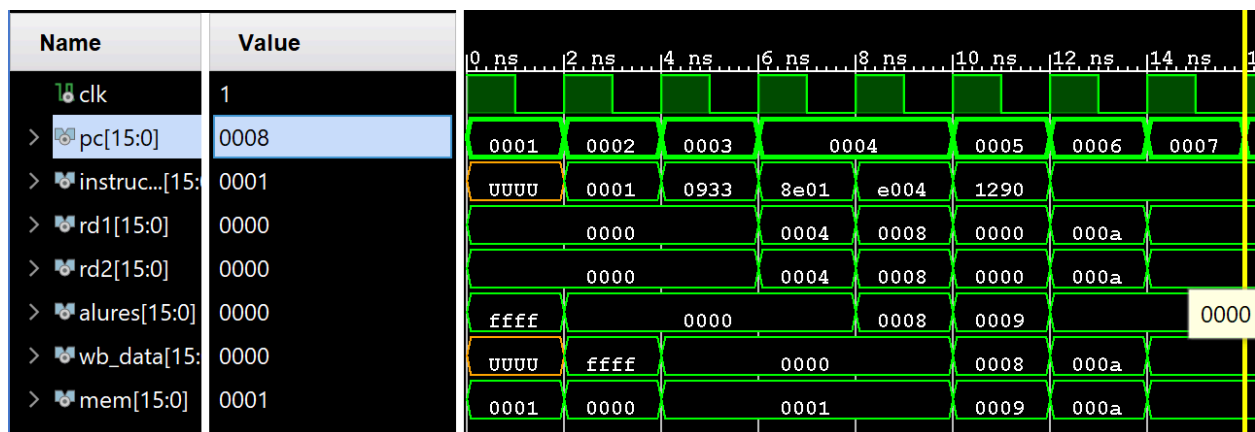 Name Value
0 ns 2 ns 4 ns 6 ns 8 ns 10 ns 12 ns 14 ns 1
clk 1
pc[15:0] 0008 0001 0002 0003 0004 0005 0006 0007
instruc...[15: 0001 UUUU 0001 0933 8e01 e004 1290
rd1[15:0] 0000 0000 0004 0008 0000 000a
rd2[15:0] 0000 0000 0004 0008 0000 000a
alures[15:0] 0000 ffff 0000 0008 0009 0000
wb_data[15: 0000 UUUU ffff 0000 0008 000a
mem[15:0] 0001 0001 0000 0001 0009 000a